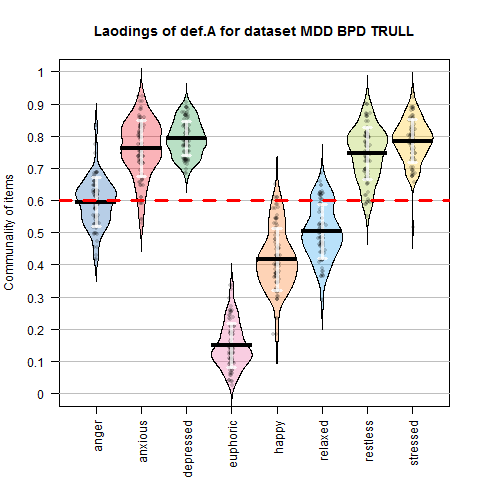 Laodings of def.A for dataset MDD BPD TRULL
Communality of items
1
0.9
0.8
0.7
0.6
0.5
0.4
0.3
0.2
0.1
0
anger
anxious
depressed
euphoric
happy
relaxed
restless
stressed